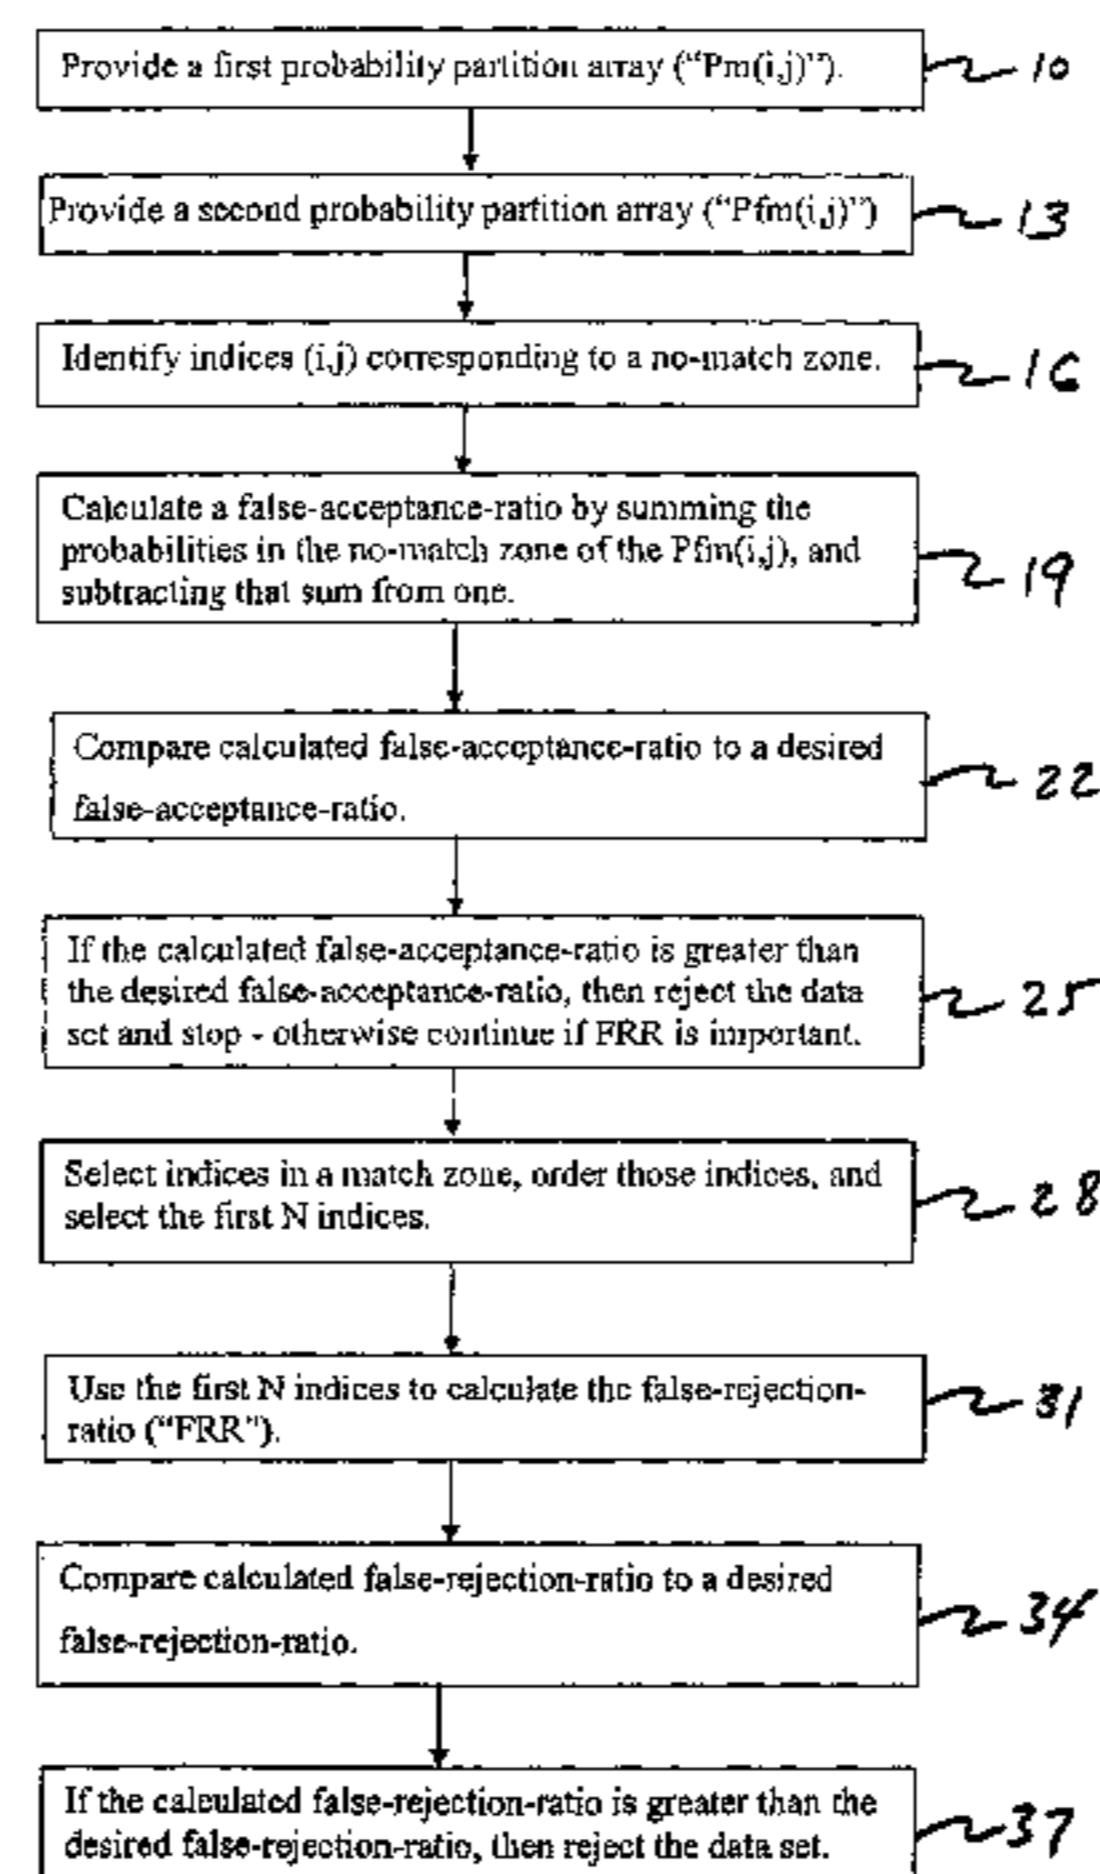 Provide a first probability partition array ("Pm(i,j)").
10
Provide a second probability partition array ("Pfm(i,j)")
13
Identify indices (i,j) corresponding to a no-match zone.
16
Calculate a false-acceptance-ratio by summing the
probabilities in the no-match zone of the Pfm(i,j), and
subtracting that sum from one.
19
Compare calculated false-acceptance-ratio to a desired
false-acceptance-ratio.
22
If the calculated false-acceptance-ratio is greater than
the desired false-acceptance-ratio, then reject the data
set and stop - otherwise continue if FRR is important.
25
Select indices in a match zone, order those indices, and
select the first N indices.
28
Use the first N indices to calculate the false-rejection-
ratio ("FRR").
31
Compare calculated false-rejection-ratio to a desired
false-rejection-ratio.
34
If the calculated false-rejection-ratio is greater than the
desired false-rejection-ratio, then reject the data set.
37